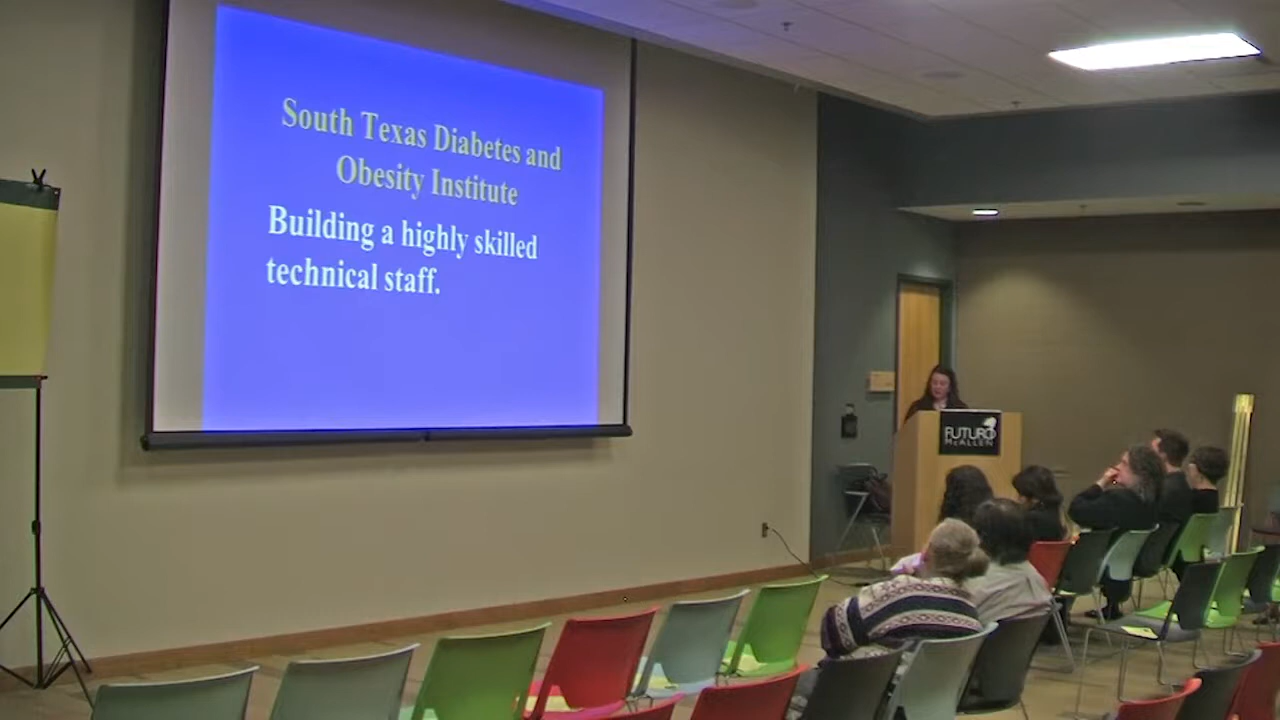 South Texas Diabetes and
Obesity Institute
Building a highly skilled
technical staff.
FUTURO
McALLEN